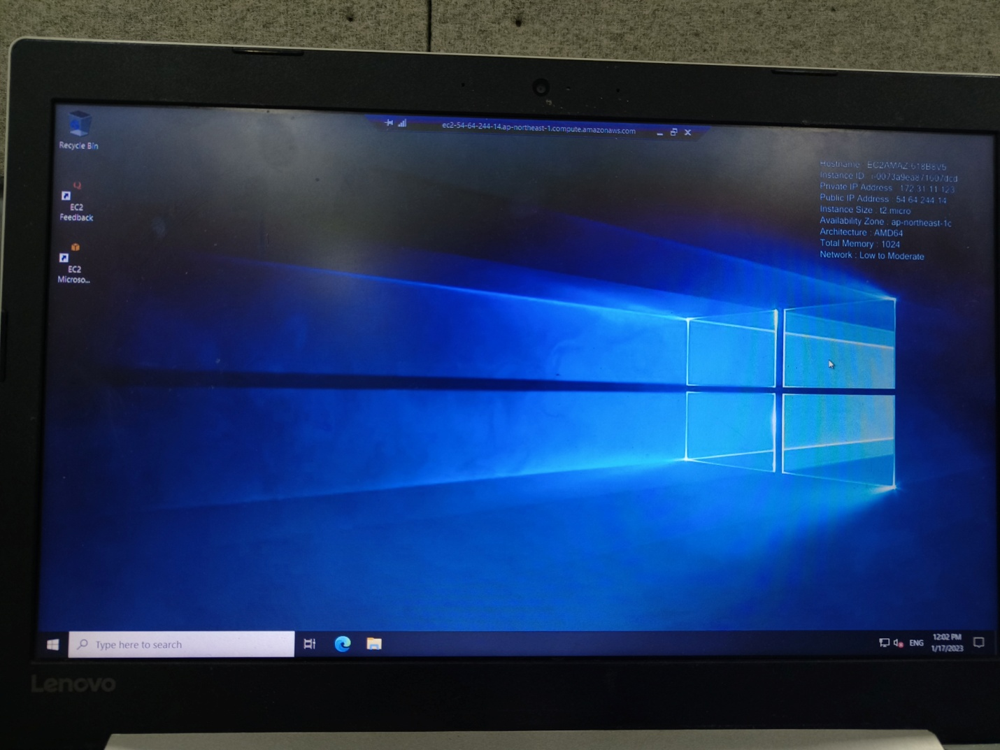 ec2-54-64-244-14.ap-northeast-1.compute.amazonaws.com
Recycle Bin
EC2
Feedback
EC2
Microso...
Hostname :
Instance ID :
Private IP Address : 172.31.11.123
Public IP Address : 54.64.244.14
Instance Size : t2.micro
Availability Zone : ap-northeast-1c
Architecture : AMD64
Total Memory : 1024
Network : Low to Moderate
Type here to search
ENG
12:02 PM
1/17/2023
Lenovo